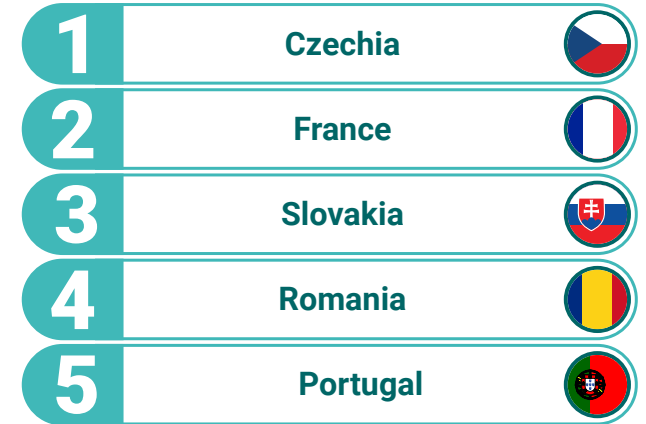 1 Czechia
2 France
3 Slovakia
4 Romania
5 Portugal